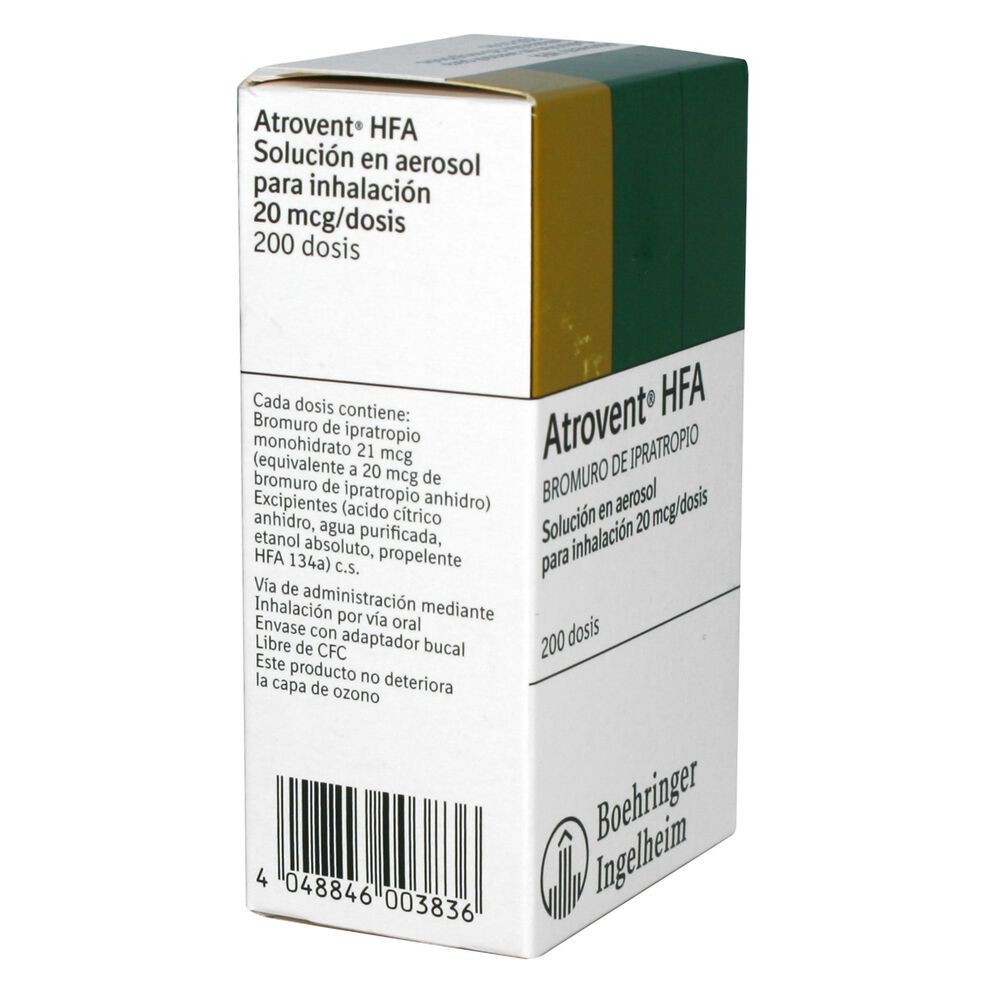 Atrovent® HFA
Solución en aerosol
para inhalación
20 mcg/dosis
200 dosis
Cada dosis contiene:
Bromuro de ipratropio
monohidrato 21 mcg
(equivalente a 20 mcg de
bromuro de ipratropio anhidro)
Excipientes (acido cítrico
anhidro, agua purificada,
etanol absoluto, propelente
HFA 134a) c.s.
Vía de administración mediante
Inhalación por vía oral
Envase con adaptador bucal
Libre de CFC
Este producto no deteriora
la capa de ozono
4 048846 003836
Atrovent® HFA
BROMURO DE IPRATROPIO
Solución en aerosol
para inhalación 20 mcg/dosis
200 dosis
Boehringer
Ingelheim